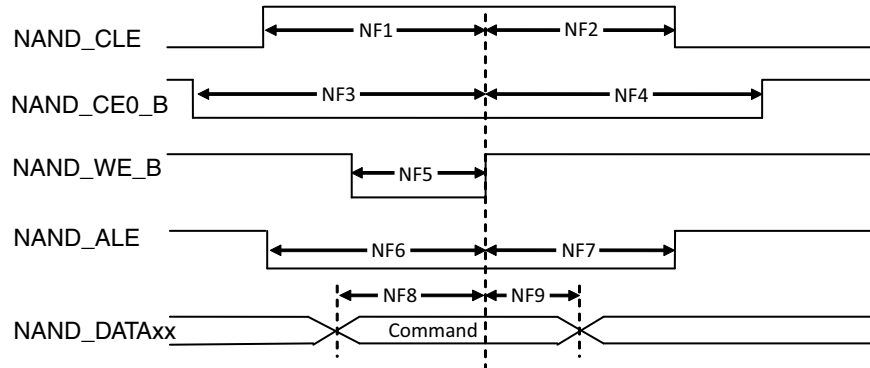 NAND_CLE
NF1
NF2
NAND_CE0_B
NF3
NF4
NAND_WE_B
NF5
NAND_ALE
NF6
NF7
NF8
NF9
NAND_DATAxx
Command